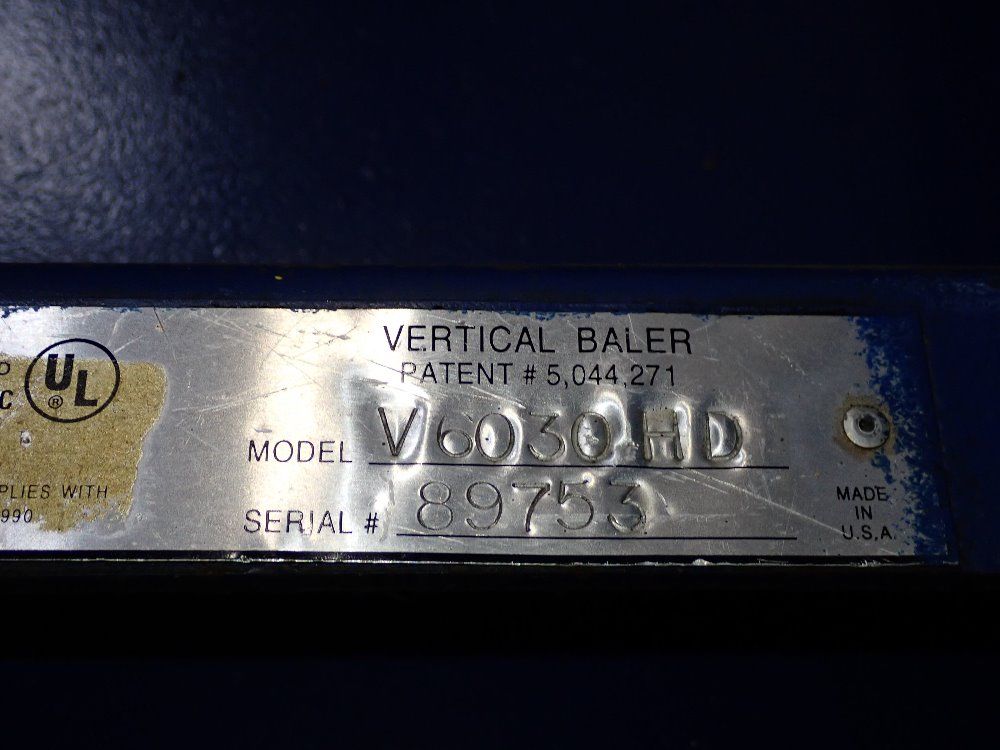 VERTICAL BALER
PATENT # 5,044,271
UL
®
C
MODEL V6030HD
PLIES WITH
990
SERIAL # 89753
MADE
IN
U.S.A.